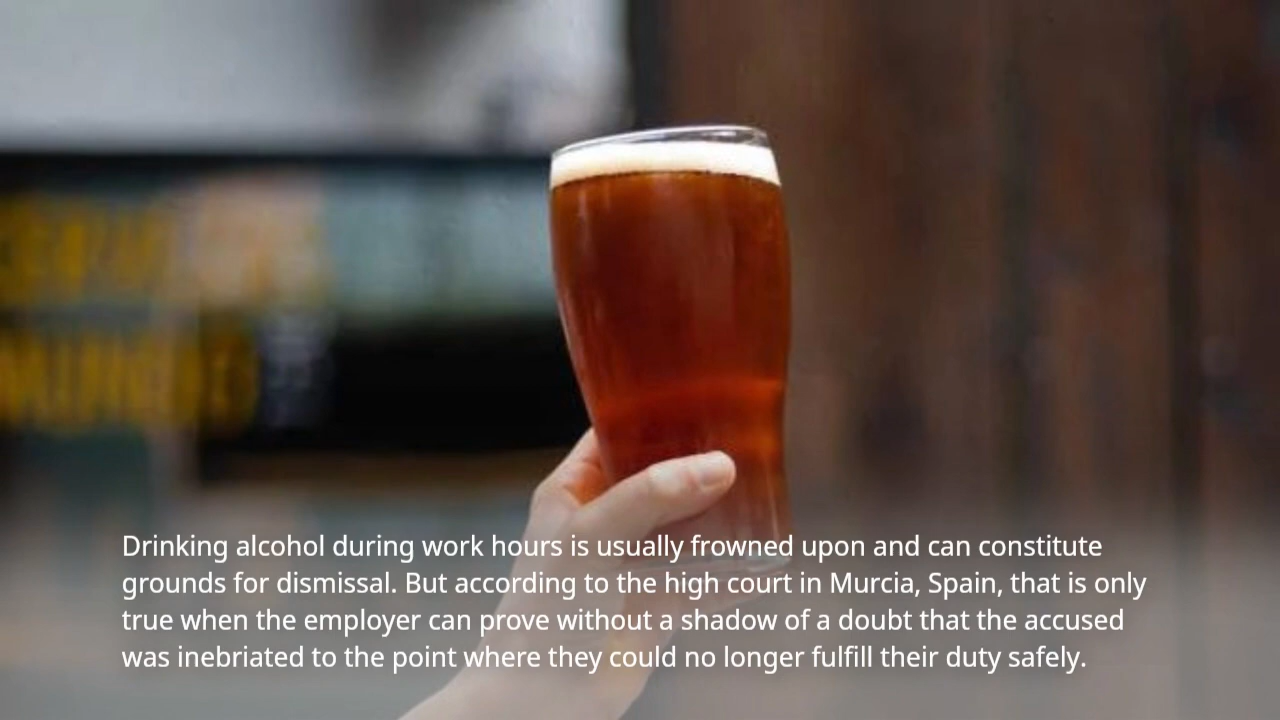 Drinking alcohol during work hours is usually frowned upon and can constitute
grounds for dismissal. But according to the high court in Murcia, Spain, that is only
true when the employer can prove without a shadow of a doubt that the accused
was inebriated to the point where they could no longer fulfill their duty safely.